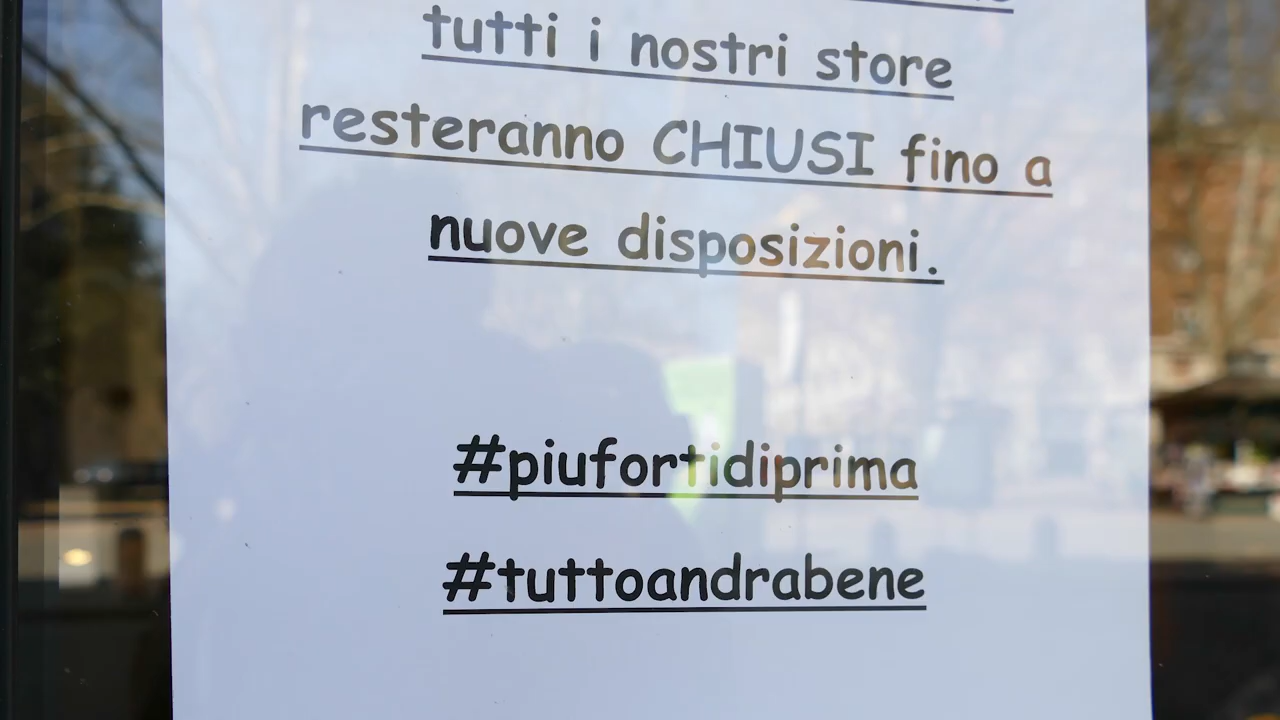 tutti i nostri store
resteranno CHIUSI fino a
nuove disposizioni.
#piufortidiprima
#tuttoandrabene